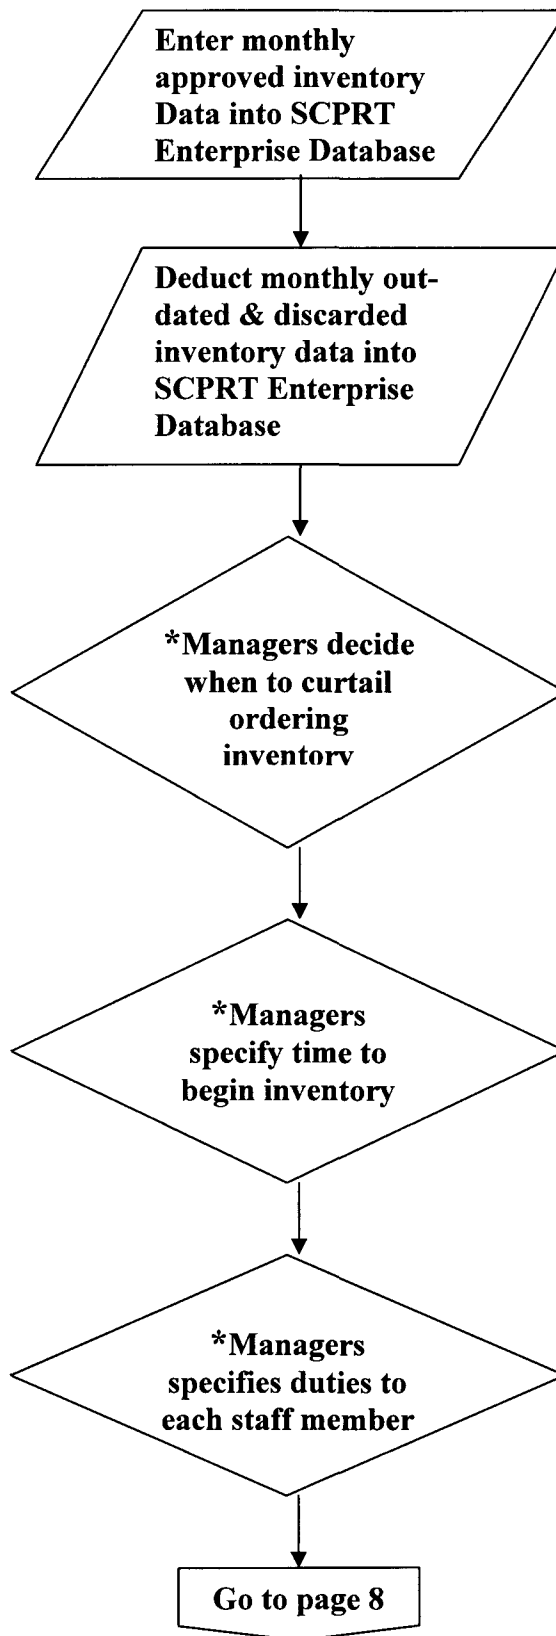 Enter monthly
approved inventory
Data into SCPRT
Enterprise Database
Deduct monthly out-
dated & discarded
inventory data into
SCPRT Enterprise
Database
*Managers decide
when to curtail
ordering
inventory
*Managers
specify time to
begin inventory
*Managers
specifies duties to
each staff member
Go to page 8